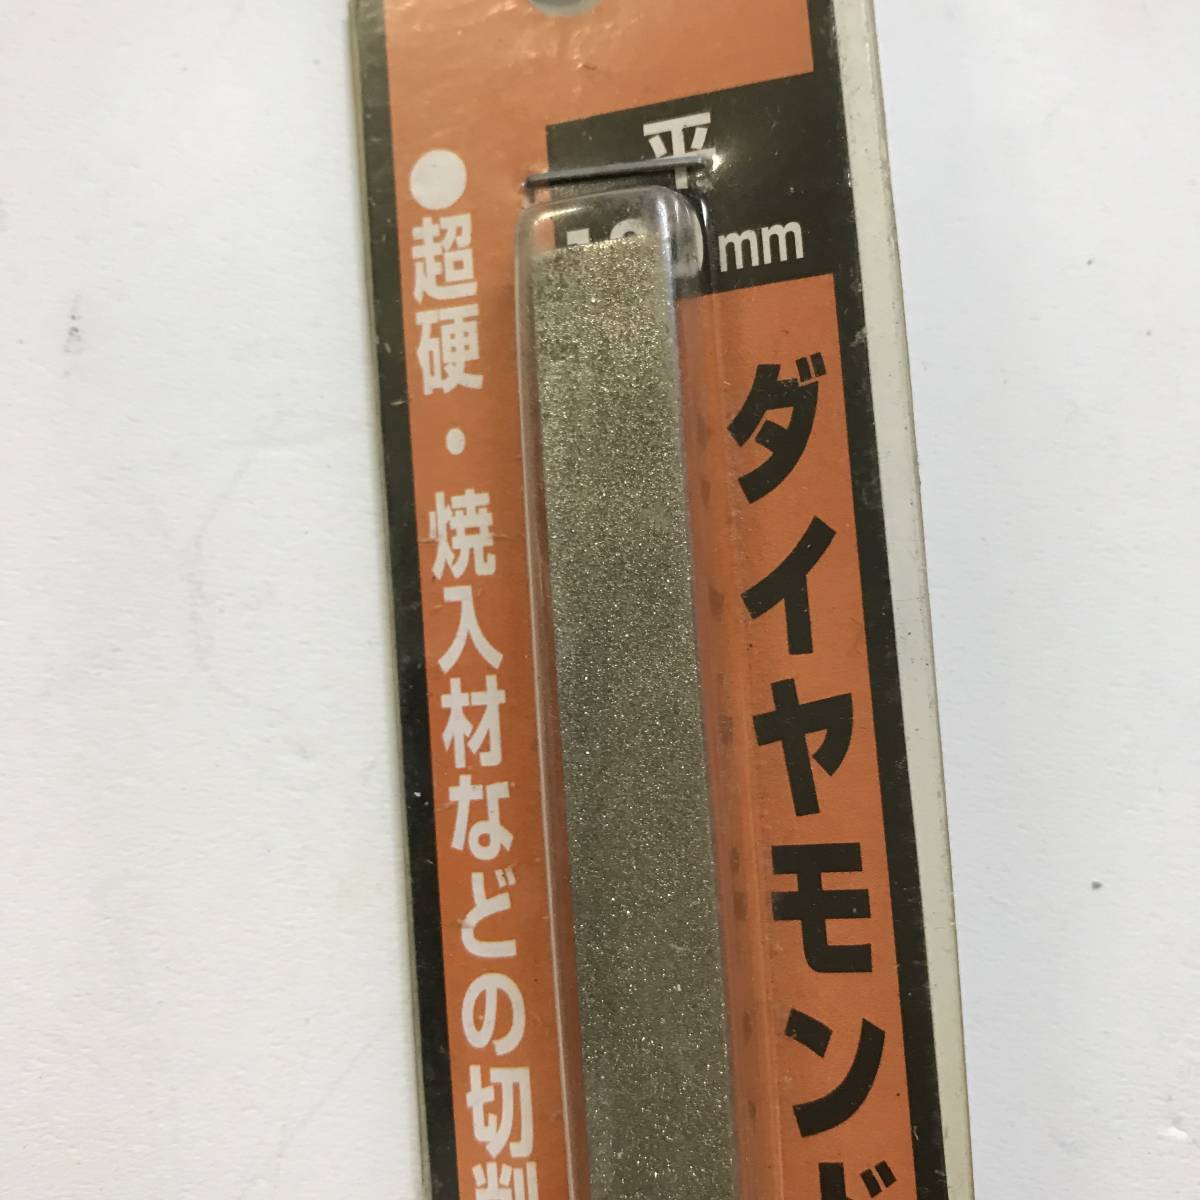 平
mm
ダイヤモンド
●超硬・焼入材などの切削